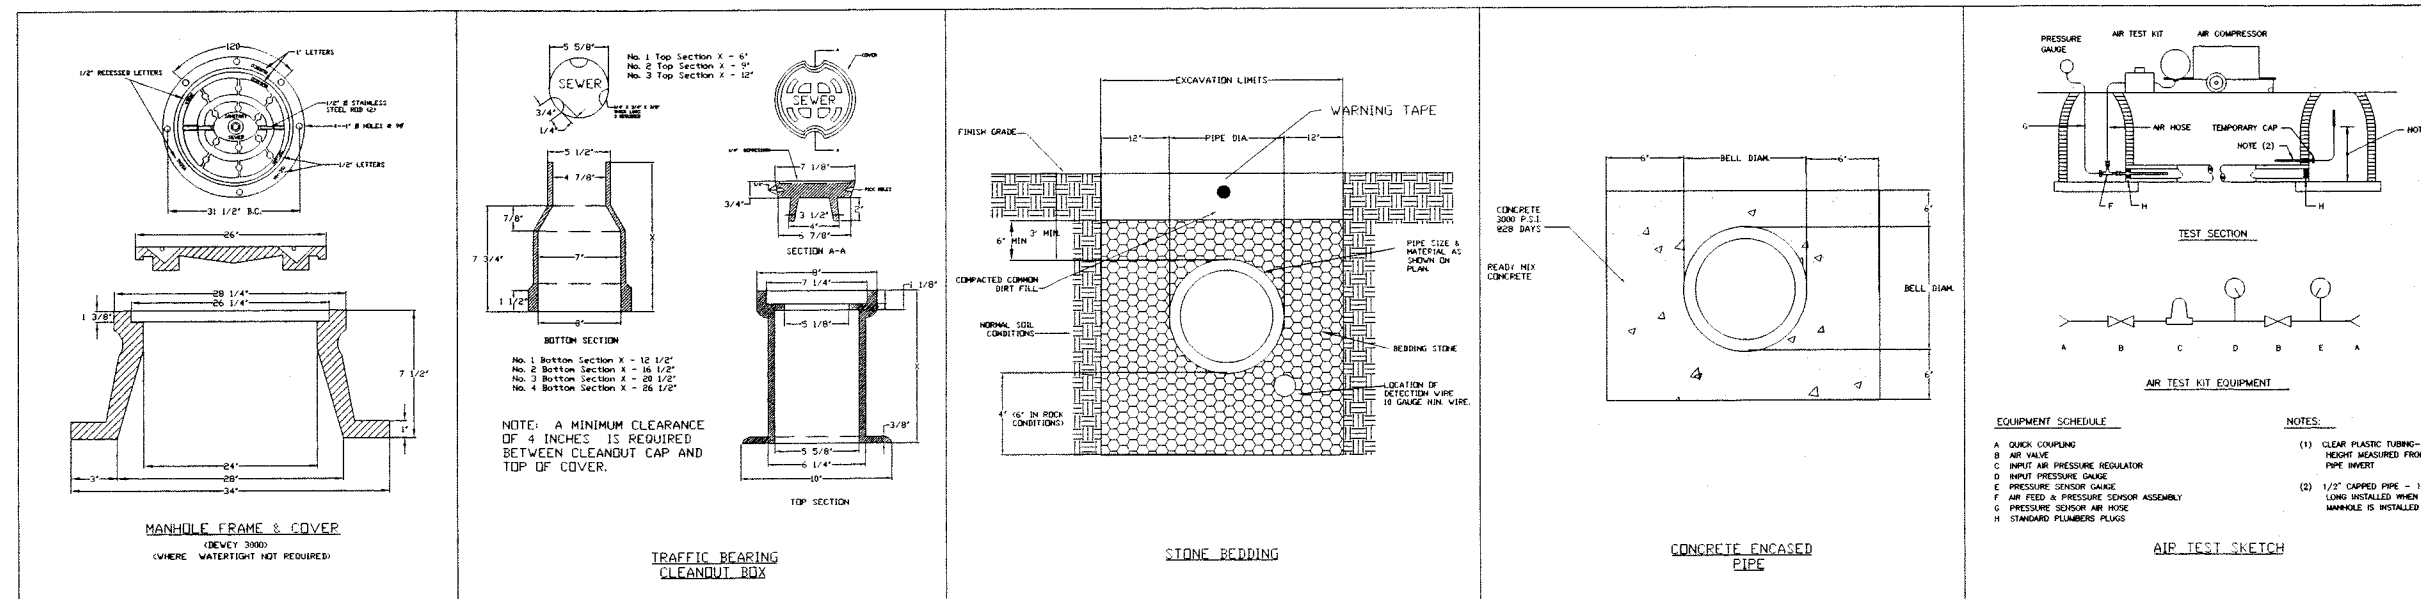 120
1" LETTERS
1/2" RECESSED LETTERS
1/2" Ø STAINLESS
STEEL ROD (2)
4-1" Ø HOLES @ 90°
SANITARY
SEWER
1/2" LETTERS
31 1/2" B.C.
26"
28 1/4"
26 1/4"
1 3/8"
7 1/2"
1"
24"
3"
28"
34"
MANHOLE FRAME & COVER
(DEWEY 3000)
(WHERE WATERTIGHT NOT REQUIRED)
5 5/8"
No. 1 Top Section X - 6"
No. 2 Top Section X - 9"
No. 3 Top Section X - 12"
SEWER
3/4"
1/4"
COVER
SEWER
A
A
5 1/2"
4 7/8"
7/8"
7 3/4"
7"
X
1 1/2"
8"
BOTTOM SECTION
No. 1 Bottom Section X - 12 1/2"
No. 2 Bottom Section X - 16 1/2"
No. 3 Bottom Section X - 20 1/2"
No. 4 Bottom Section X - 26 1/2"
NOTE: A MINIMUM CLEARANCE
OF 4 INCHES IS REQUIRED
BETWEEN CLEANOUT CAP AND
TOP OF COVER.
7 1/8"
PICK HOLES
3/4"
2"
3 1/2"
4"
6 7/8"
SECTION A-A
8"
7 1/4"
1 1/8"
5 1/8"
X
3/8"
5 5/8"
6 1/4"
10"
TOP SECTION
TRAFFIC BEARING
CLEANOUT BOX
EXCAVATION LIMITS
WARNING TAPE
FINISH GRADE
12"
PIPE DIA.
12"
6" MIN
3' MIN.
PIPE SIZE &
MATERIAL AS
SHOWN ON
PLAN.
COMPACTED COMMON
DIRT FILL
NORMAL SOIL
CONDITIONS
BEDDING STONE
LOCATION OF
DETECTION WIRE
10 GAUGE MIN. WIRE.
4" (6" IN ROCK
CONDITIONS)
STONE BEDDING
6"
BELL DIAM.
6"
CONCRETE
3000 P.S.I.
@28 DAYS
READY MIX
CONCRETE
6"
BELL DIAM.
6"
CONCRETE ENCASED
PIPE
PRESSURE
GAUGE
AIR TEST KIT
AIR COMPRESSOR
G
AIR HOSE
TEMPORARY CAP
NOTE (2)
NOT
F
H
H
TEST SECTION
A B C D B E A
AIR TEST KIT EQUIPMENT
EQUIPMENT SCHEDULE
A QUICK COUPLING
B AIR VALVE
C INPUT AIR PRESSURE REGULATOR
D INPUT PRESSURE GAUGE
E PRESSURE SENSOR GAUGE
F AIR FEED & PRESSURE SENSOR ASSEMBLY
G PRESSURE SENSOR AIR HOSE
H STANDARD PLUMBERS PLUGS
NOTES:
(1) CLEAR PLASTIC TUBING-
HEIGHT MEASURED FRO
PIPE INVERT
(2) 1/2" CAPPED PIPE - 1
LONG INSTALLED WHEN
MANHOLE IS INSTALLED
AIR TEST SKETCH